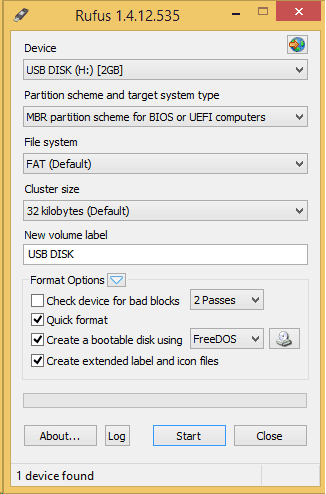 Rufus 1.4.12.535
Device
USB DISK (H:) [2GB]
Partition scheme and target system type
MBR partition scheme for BIOS or UEFI computers
File system
FAT (Default)
Cluster size
32 kilobytes (Default)
New volume label
USB DISK
Format Options
Check device for bad blocks 2 Passes
Quick format
Create a bootable disk using FreeDOS
Create extended label and icon files
About... Log Start Close
1 device found